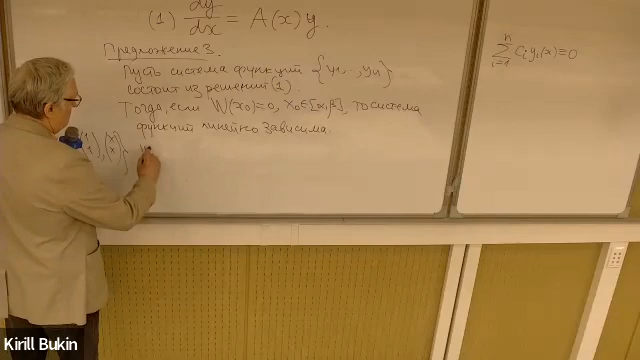 (1) dy/dx = A(x) y.
Предложение 3.
Пусть система функций {y₁,..,yₙ}
состоит из решений (1).
Тогда, если W(x₀)=0, x₀∈[α,β], то система
функций линейно зависима.
n
∑ Cᵢ yᵢ(x) = 0
i=1
Kirill Bukin